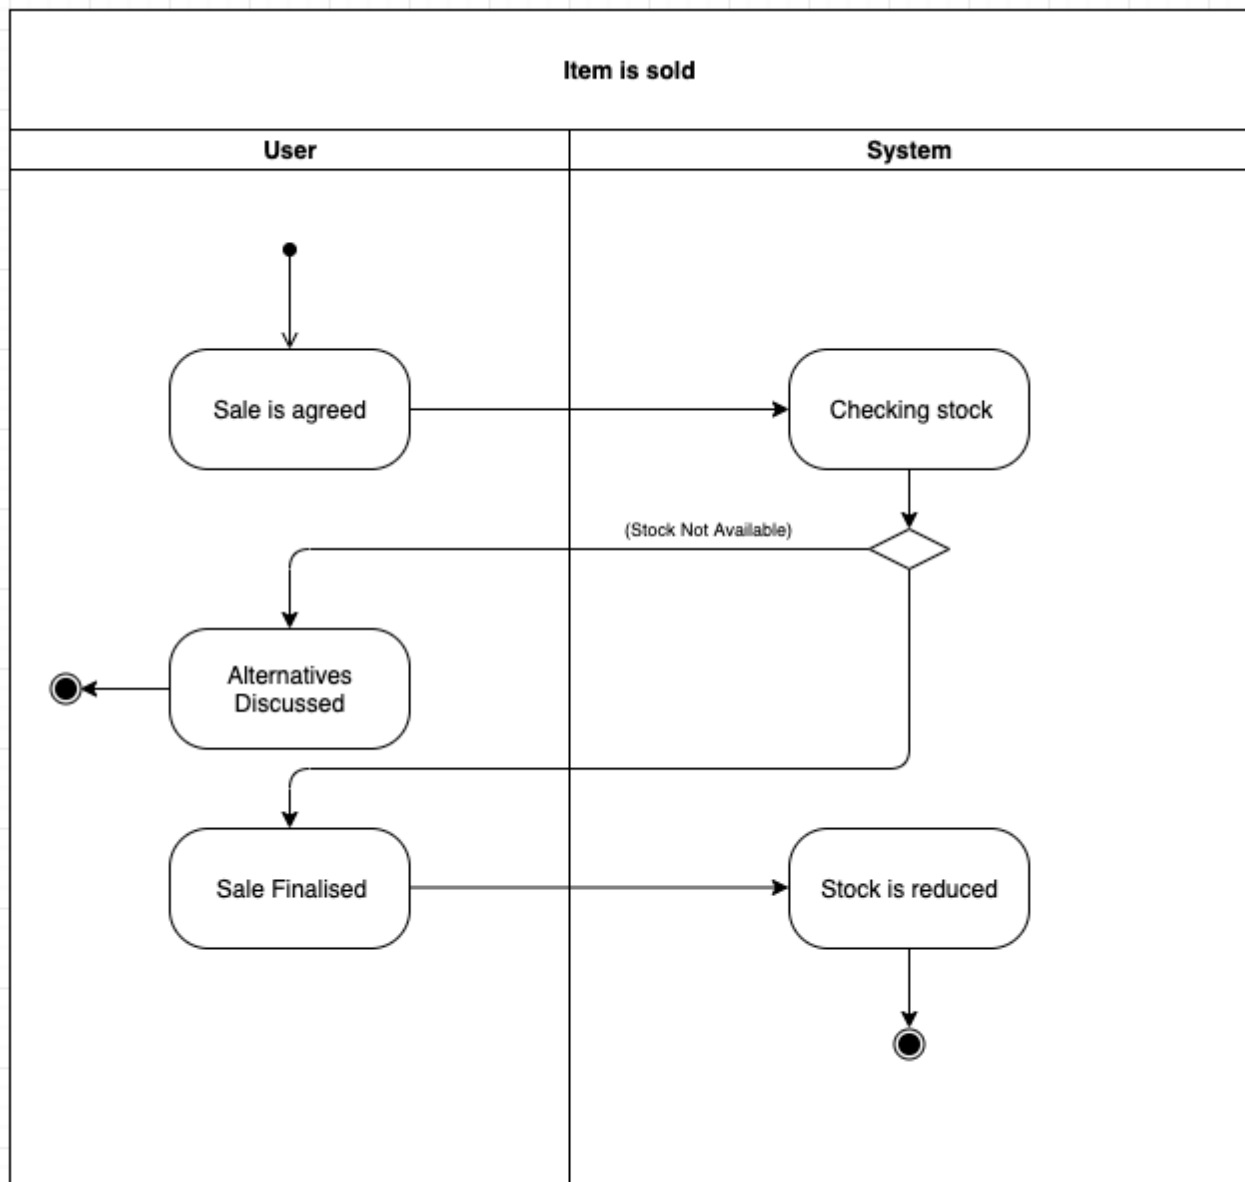 Item is sold
User
System
Sale is agreed
Checking stock
(Stock Not Available)
Alternatives
Discussed
Sale Finalised
Stock is reduced